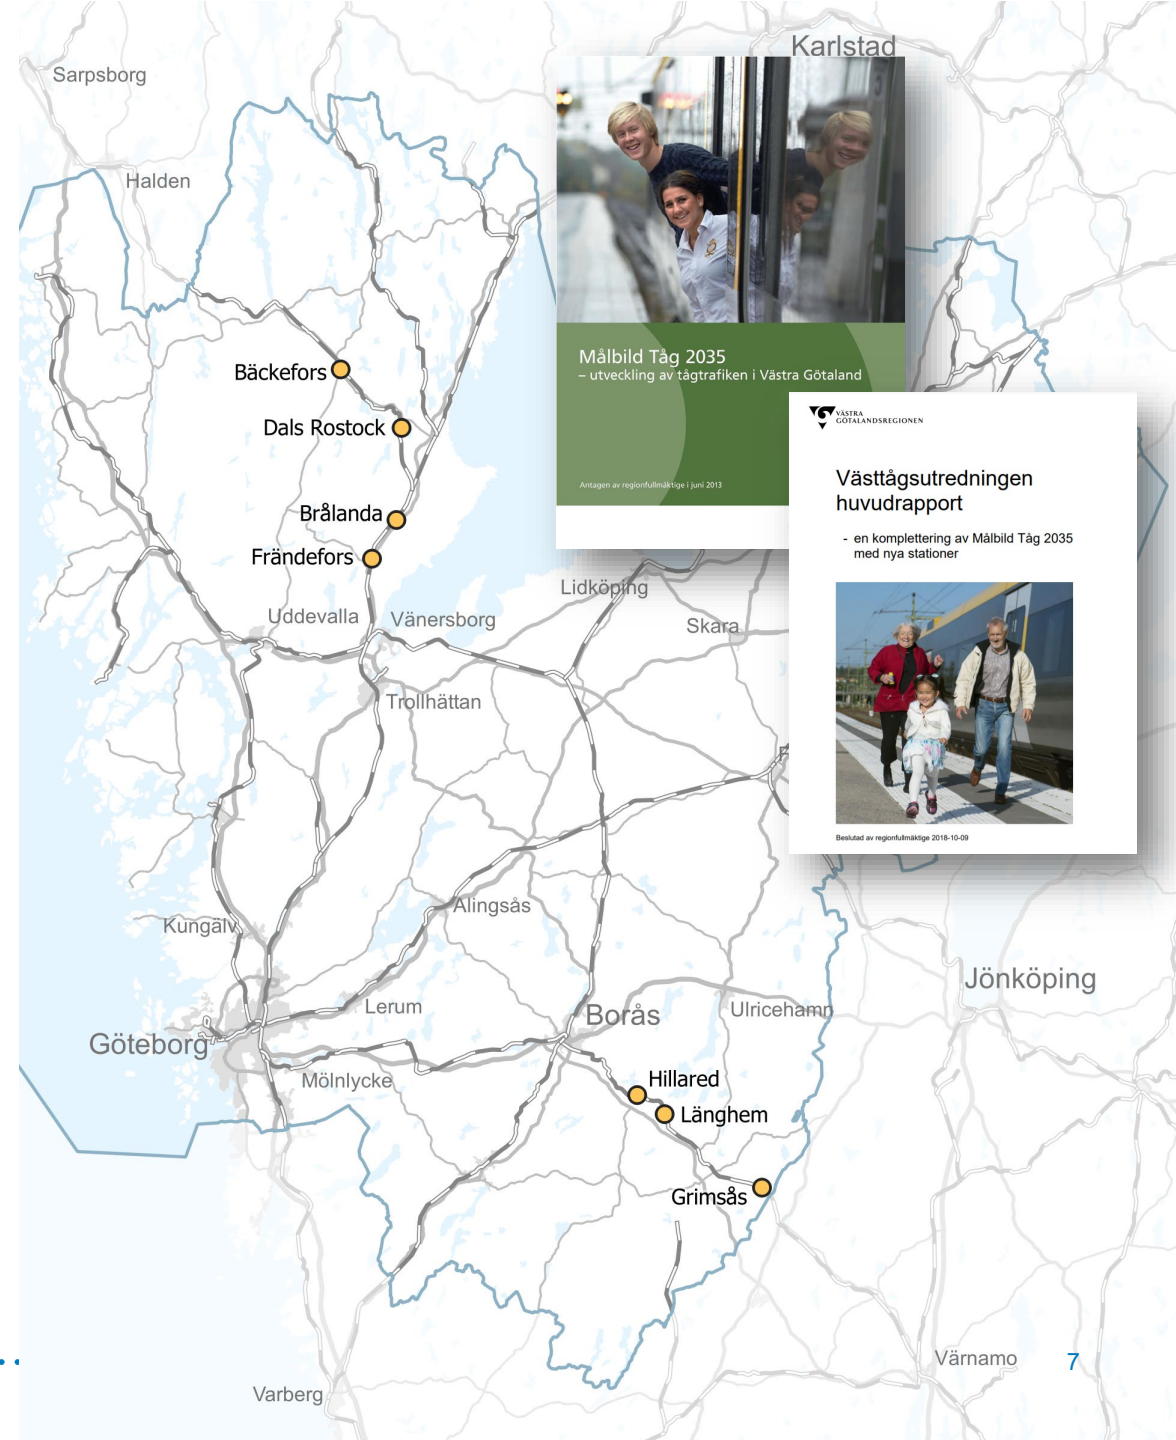 Karlstad
Sarpsborg
Halden
Målbild Tåg 2035
– utveckling av tågtrafiken i Västra Götaland
Antagen av regionfullmäktige i juni 2013
VÄSTRA
GÖTALANDSREGIONEN
Västtågsutredningen
huvudrapport
- en komplettering av Målbild Tåg 2035
med nya stationer
Beslutad av regionfullmäktige 2018-10-09
Bäckefors
Dals Rostock
Brålanda
Frändefors
Lidköping
Uddevalla
Vänersborg
Skara
Trollhättan
Alingsås
Kungälv
Jönköping
Lerum
Borås
Ulricehamn
Göteborg
Mölnlycke
Hillared
Länghem
Grimsås
Värnamo
7
Varberg